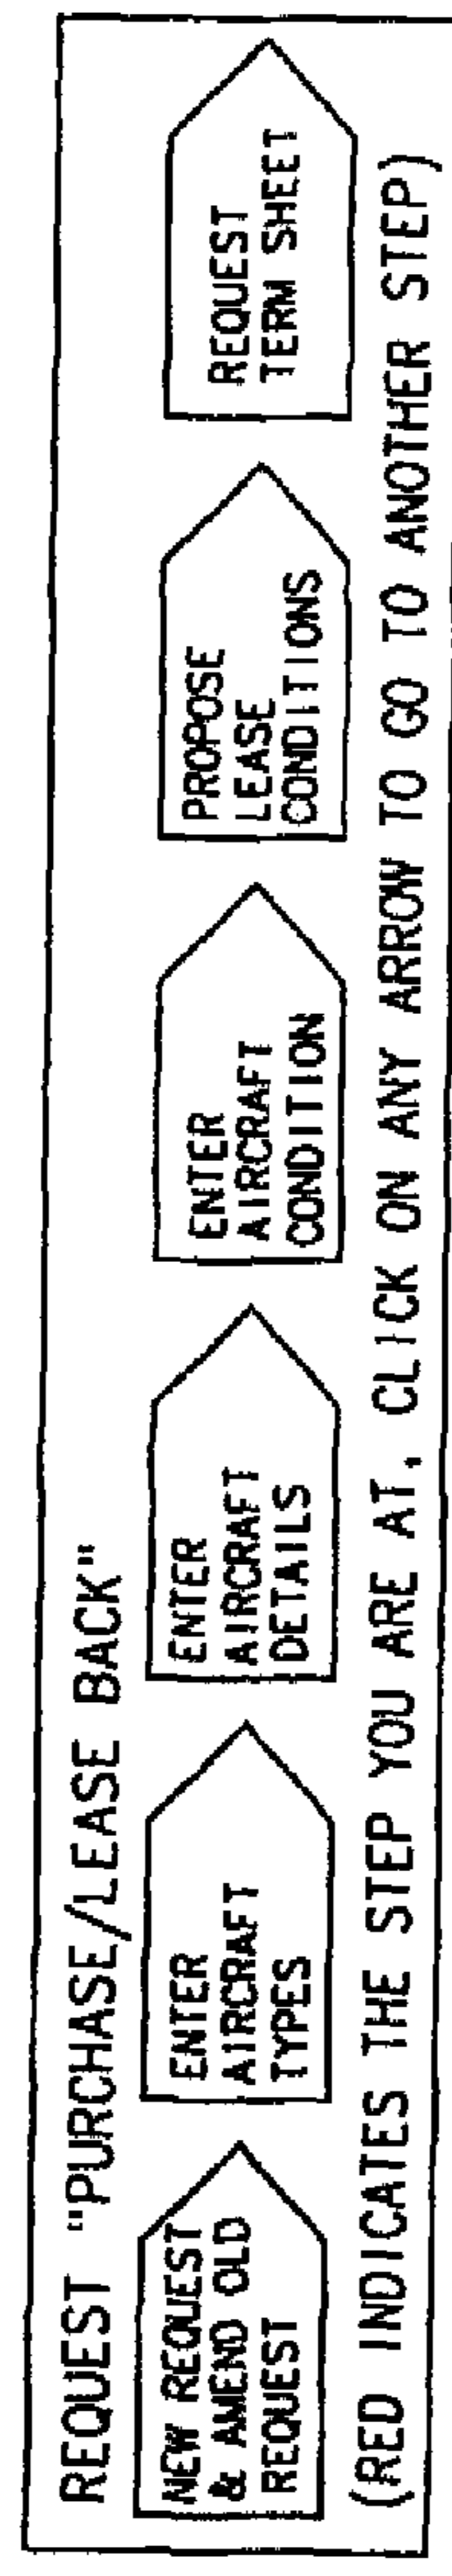 REQUEST "PURCHASE/LEASE BACK"
NEW REQUEST
& AMEND OLD
REQUEST
ENTER
AIRCRAFT
TYPES
ENTER
AIRCRAFT
DETAILS
ENTER
AIRCRAFT
CONDITION
PROPOSE
LEASE
CONDITIONS
REQUEST
TERM SHEET
(RED INDICATES THE STEP YOU ARE AT. CLICK ON ANY ARROW TO GO TO ANOTHER STEP)